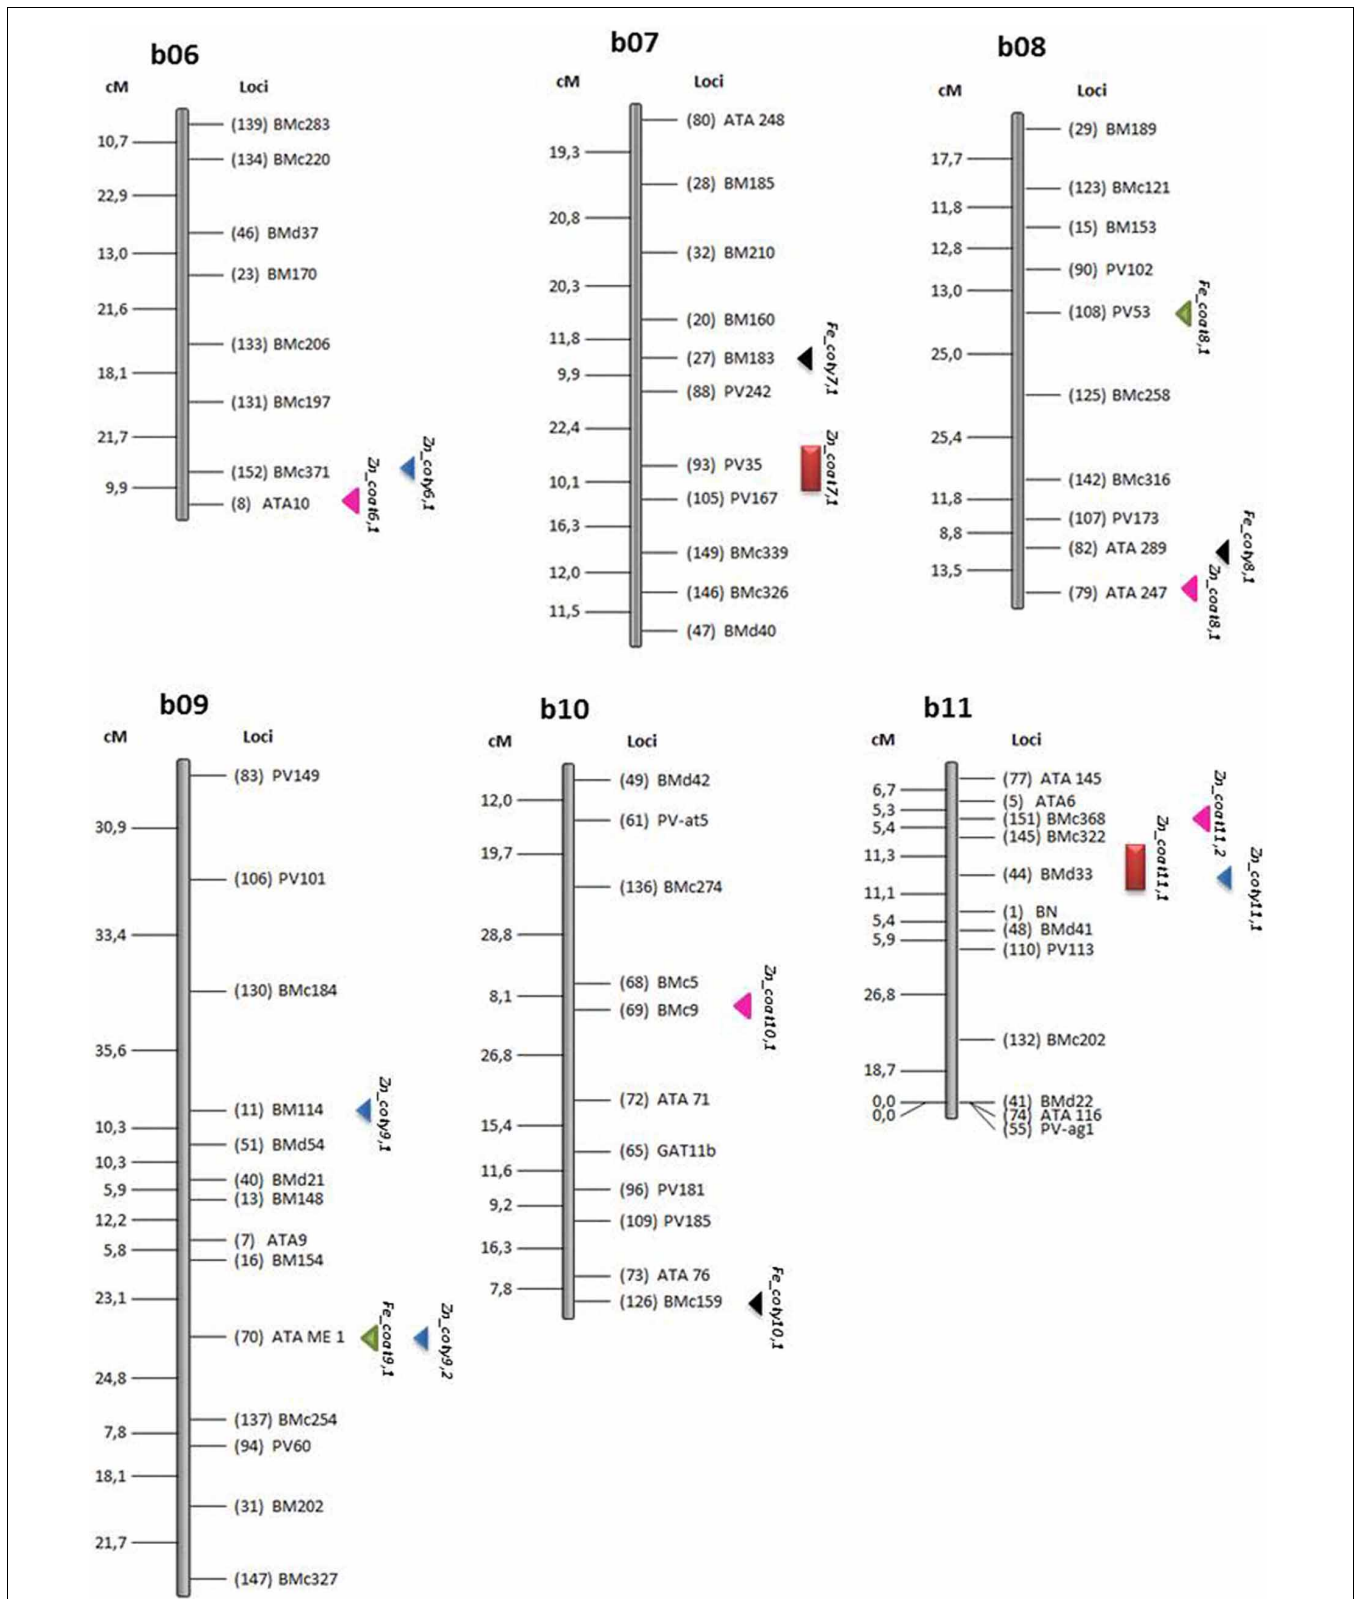 b06
cM Loci
(139) BMc283
10,7
(134) BMc220
22,9
(46) BMd37
13,0
(23) BM170
21,6
(133) BMc206
18,1
(131) BMc197
21,7
(152) BMc371
9,9
(8) ATA10
Zn_coat6,1
Zn_coty6,1
b07
cM Loci
(80) ATA 248
19,3
(28) BM185
20,8
(32) BM210
20,3
(20) BM160
11,8
(27) BM183
9,9
(88) PV242
22,4
(93) PV35
10,1
(105) PV167
16,3
(149) BMc339
12,0
(146) BMc326
11,5
(47) BMd40
Fe_coty7,1
Zn_coat7,1
b08
cM Loci
(29) BM189
17,7
(123) BMc121
11,8
(15) BM153
12,8
(90) PV102
13,0
(108) PV53
25,0
(125) BMc258
25,4
(142) BMc316
11,8
(107) PV173
8,8
(82) ATA 289
13,5
(79) ATA 247
Fe_coat8,1
Fe_coty8,1
Zn_coat8,1
b09
cM Loci
(83) PV149
30,9
(106) PV101
33,4
(130) BMc184
35,6
(11) BM114
10,3
(51) BMd54
10,3
(40) BMd21
5,9
(13) BM148
12,2
(7) ATA9
5,8
(16) BM154
23,1
(70) ATA ME 1
24,8
(137) BMc254
7,8
(94) PV60
18,1
(31) BM202
21,7
(147) BMc327
Zn_coty9,1
Fe_coat9,1
Zn_coty9,2
b10
cM Loci
(49) BMd42
12,0
(61) PV-at5
19,7
(136) BMc274
28,8
(68) BMc5
8,1
(69) BMc9
26,8
(72) ATA 71
15,4
(65) GAT11b
11,6
(96) PV181
9,2
(109) PV185
16,3
(73) ATA 76
7,8
(126) BMc159
Zn_coat10,1
Fe_coty10,1
b11
cM Loci
(77) ATA 145
6,7
(5) ATA6
5,3
(151) BMc368
5,4
(145) BMc322
11,3
(44) BMd33
11,1
(1) BN
5,4
(48) BMd41
5,9
(110) PV113
26,8
(132) BMc202
18,7
(41) BMd22
0,0
(74) ATA 116
0,0
(55) PV-ag1
Zn_coat11,1
Zn_coat11,2
Zn_coty11,1